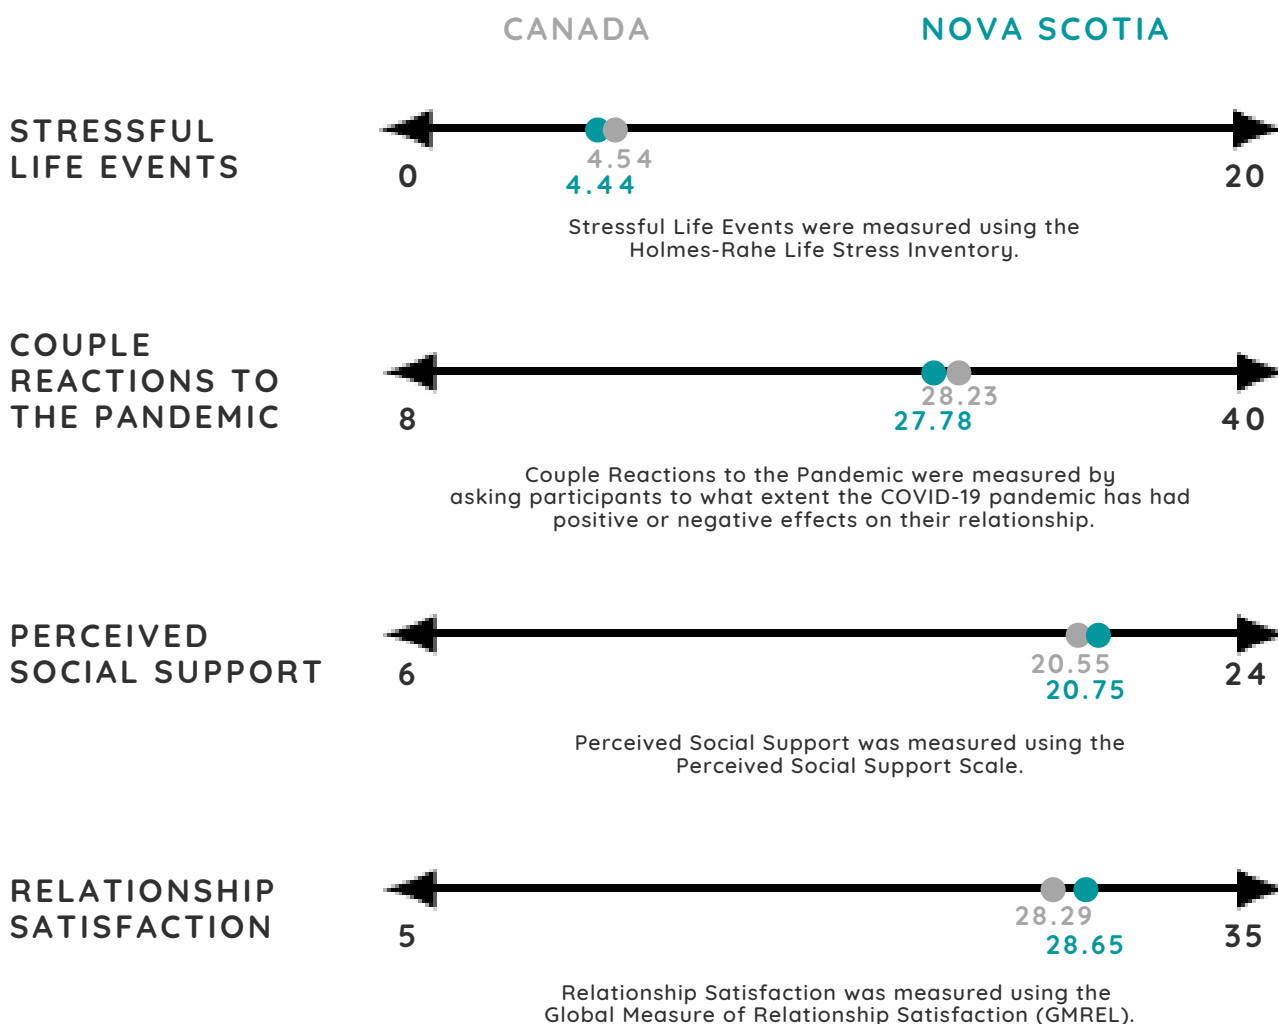 CANADA NOVA SCOTIA
STRESSFUL
LIFE EVENTS
0 20
4.54
4.44
Stressful Life Events were measured using the
Holmes-Rahe Life Stress Inventory.
COUPLE
REACTIONS TO
THE PANDEMIC
8 40
28.23
27.78
Couple Reactions to the Pandemic were measured by
asking participants to what extent the COVID-19 pandemic has had
positive or negative effects on their relationship.
PERCEIVED
SOCIAL SUPPORT
6 24
20.55
20.75
Perceived Social Support was measured using the
Perceived Social Support Scale.
RELATIONSHIP
SATISFACTION
5 35
28.29
28.65
Relationship Satisfaction was measured using the
Global Measure of Relationship Satisfaction (GMREL).